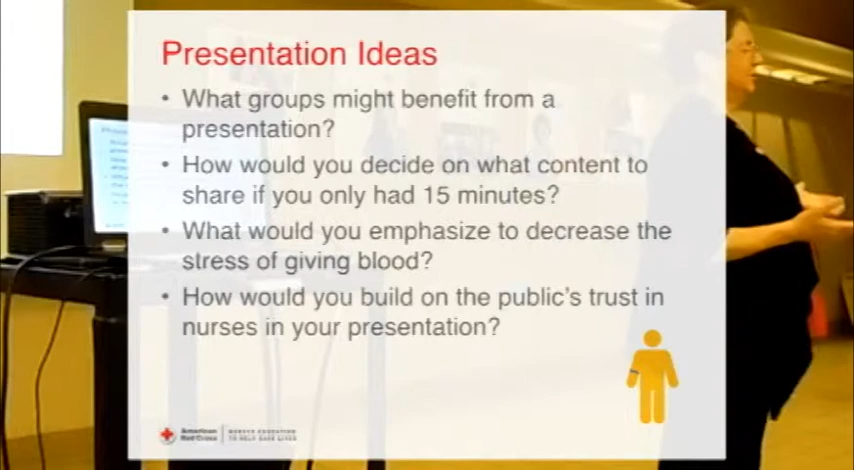 Presentation Ideas
• What groups might benefit from a
presentation?
• How would you decide on what content to
share if you only had 15 minutes?
• What would you emphasize to decrease the
stress of giving blood?
• How would you build on the public's trust in
nurses in your presentation?
American
Red Cross